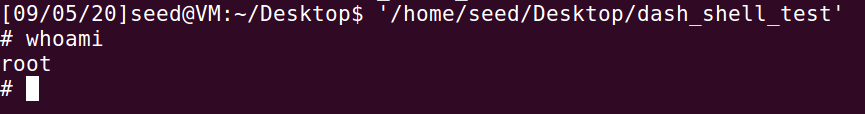 [09/05/20]seed@VM:~/Desktop$ '/home/seed/Desktop/dash_shell_test'
# whoami
root
#